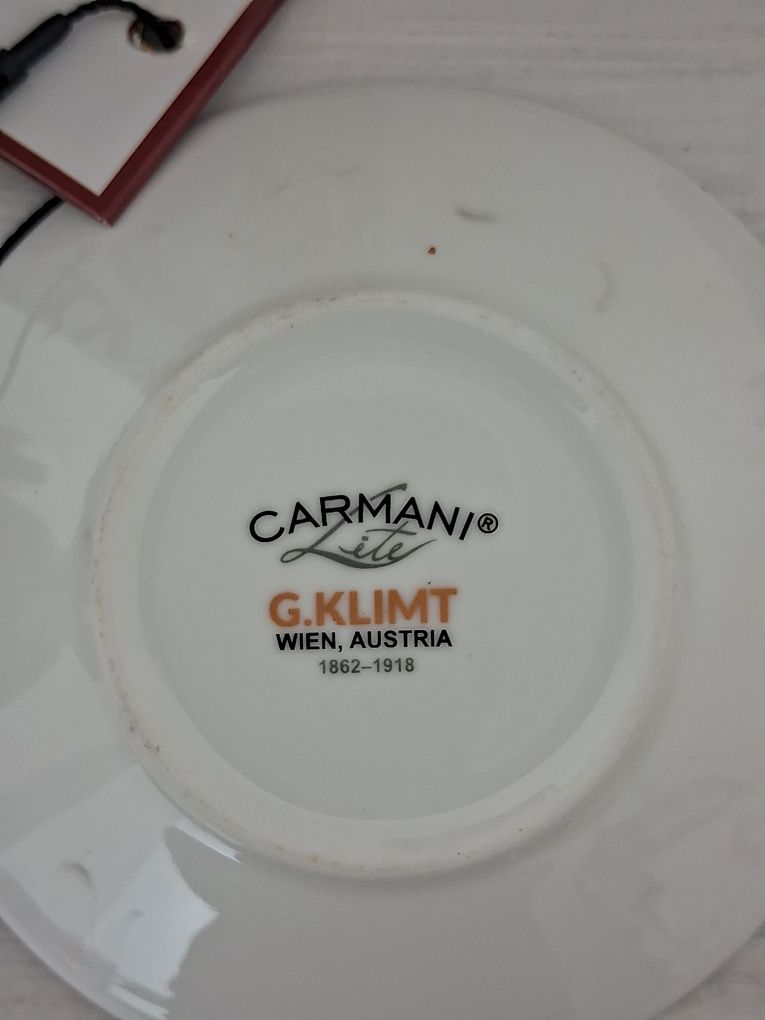 CARMANI®
Lite
G.KLIMT
WIEN, AUSTRIA
1862–1918